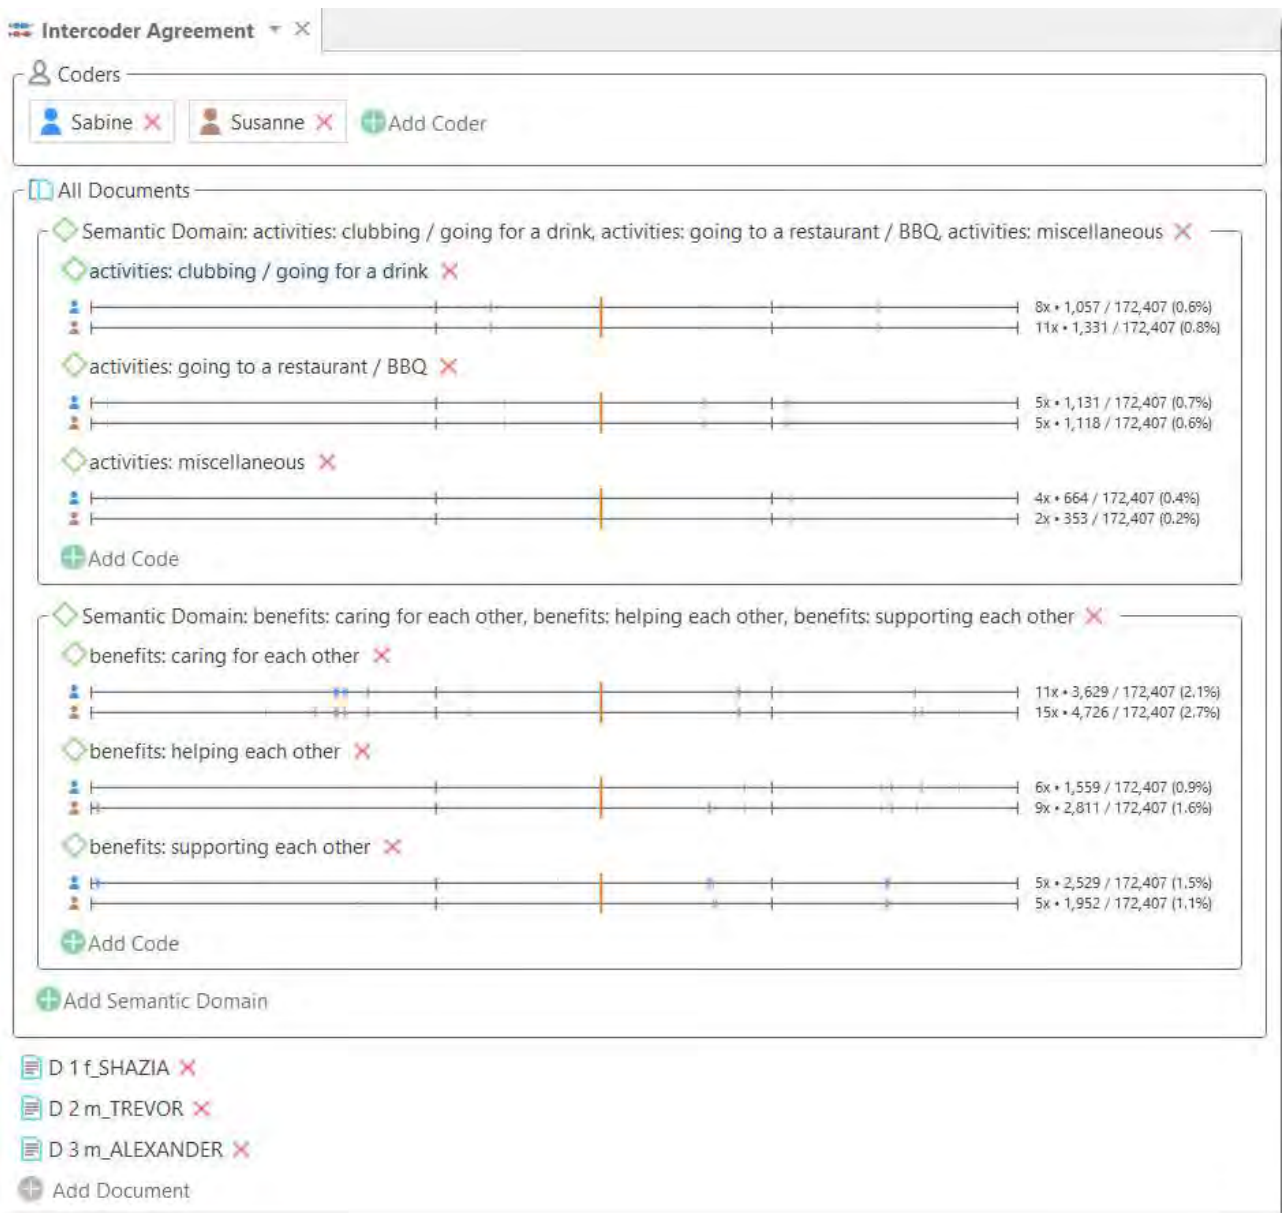 Intercoder Agreement
Coders
Sabine
Susanne
Add Coder
All Documents
Semantic Domain: activities: clubbing / going for a drink, activities: going to a restaurant / BBQ, activities: miscellaneous
activities: clubbing / going for a drink
8x • 1,057 / 172,407 (0.6%)
11x • 1,331 / 172,407 (0.8%)
activities: going to a restaurant / BBQ
5x • 1,131 / 172,407 (0.7%)
5x • 1,118 / 172,407 (0.6%)
activities: miscellaneous
4x • 664 / 172,407 (0.4%)
2x • 353 / 172,407 (0.2%)
Add Code
Semantic Domain: benefits: caring for each other, benefits: helping each other, benefits: supporting each other
benefits: caring for each other
11x • 3,629 / 172,407 (2.1%)
15x • 4,726 / 172,407 (2.7%)
benefits: helping each other
6x • 1,559 / 172,407 (0.9%)
9x • 2,811 / 172,407 (1.6%)
benefits: supporting each other
5x • 2,529 / 172,407 (1.5%)
5x • 1,952 / 172,407 (1.1%)
Add Code
Add Semantic Domain
D 1 f_SHAZIA
D 2 m_TREVOR
D 3 m_ALEXANDER
Add Document